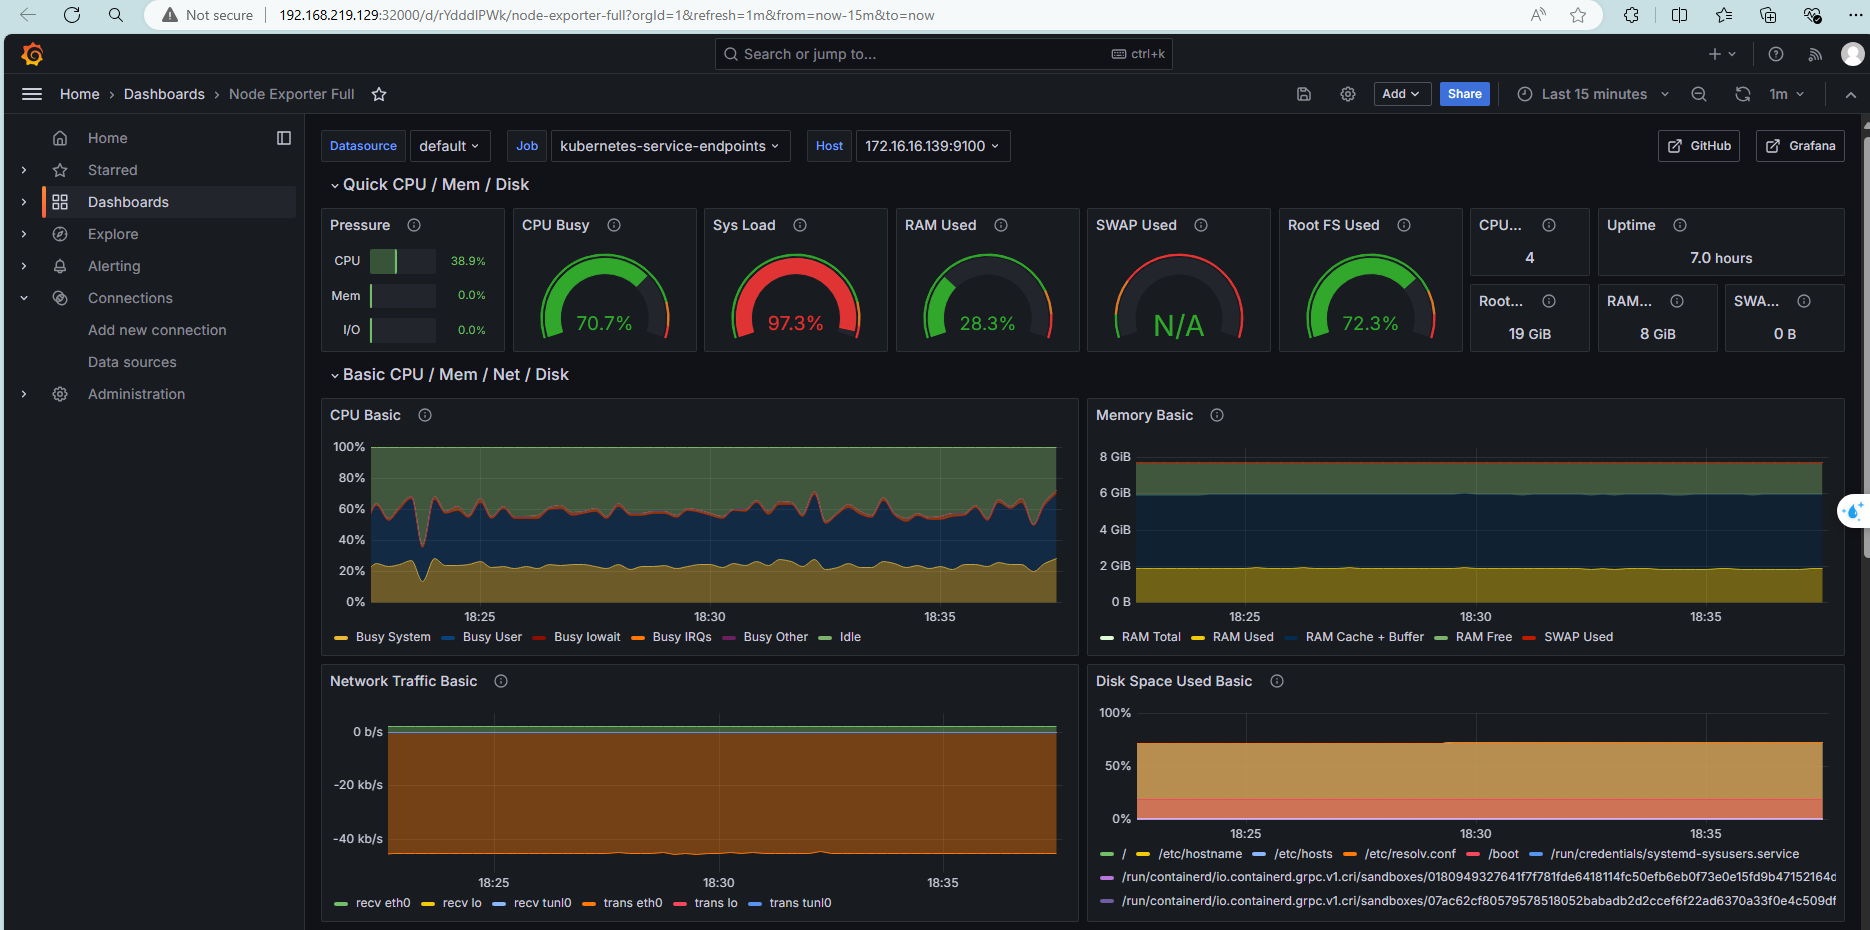 Not secure 192.168.219.129:32000/d/rYdddlPWk/node-exporter-full?orgId=1&refresh=1m&from=now-15m&to=now
Search or jump to... ctrl+k
Home › Dashboards › Node Exporter Full Add Share Last 15 minutes 1m
Home
Starred
Dashboards
Explore
Alerting
Connections
Add new connection
Data sources
Administration
Datasource default Job kubernetes-service-endpoints Host 172.16.16.139:9100 GitHub Grafana
Quick CPU / Mem / Disk
Pressure
CPU 38.9%
Mem 0.0%
I/O 0.0%
CPU Busy
70.7%
Sys Load
97.3%
RAM Used
28.3%
SWAP Used
N/A
Root FS Used
72.3%
CPU...
4
Uptime
7.0 hours
Root...
19 GiB
RAM...
8 GiB
SWA...
0 B
Basic CPU / Mem / Net / Disk
CPU Basic
100%
80%
60%
40%
20%
0%
18:25 18:30 18:35
Busy System Busy User Busy Iowait Busy IRQs Busy Other Idle
Memory Basic
8 GiB
6 GiB
4 GiB
2 GiB
0 B
18:25 18:30 18:35
RAM Total RAM Used RAM Cache + Buffer RAM Free SWAP Used
Network Traffic Basic
0 b/s
-20 kb/s
-40 kb/s
18:25 18:30 18:35
recv eth0 recv lo recv tunl0 trans eth0 trans lo trans tunl0
Disk Space Used Basic
100%
50%
0%
18:25 18:30 18:35
/ /etc/hostname /etc/hosts /etc/resolv.conf /boot /run/credentials/systemd-sysusers.service
/run/containerd/io.containerd.grpc.v1.cri/sandboxes/0180949327641f7f781fde6418114fc50efb6eb0f73e0e15fd9b47152164d
/run/containerd/io.containerd.grpc.v1.cri/sandboxes/07ac62cf80579578518052babadb2d2ccef6f22ad6370a33f0e4c509df